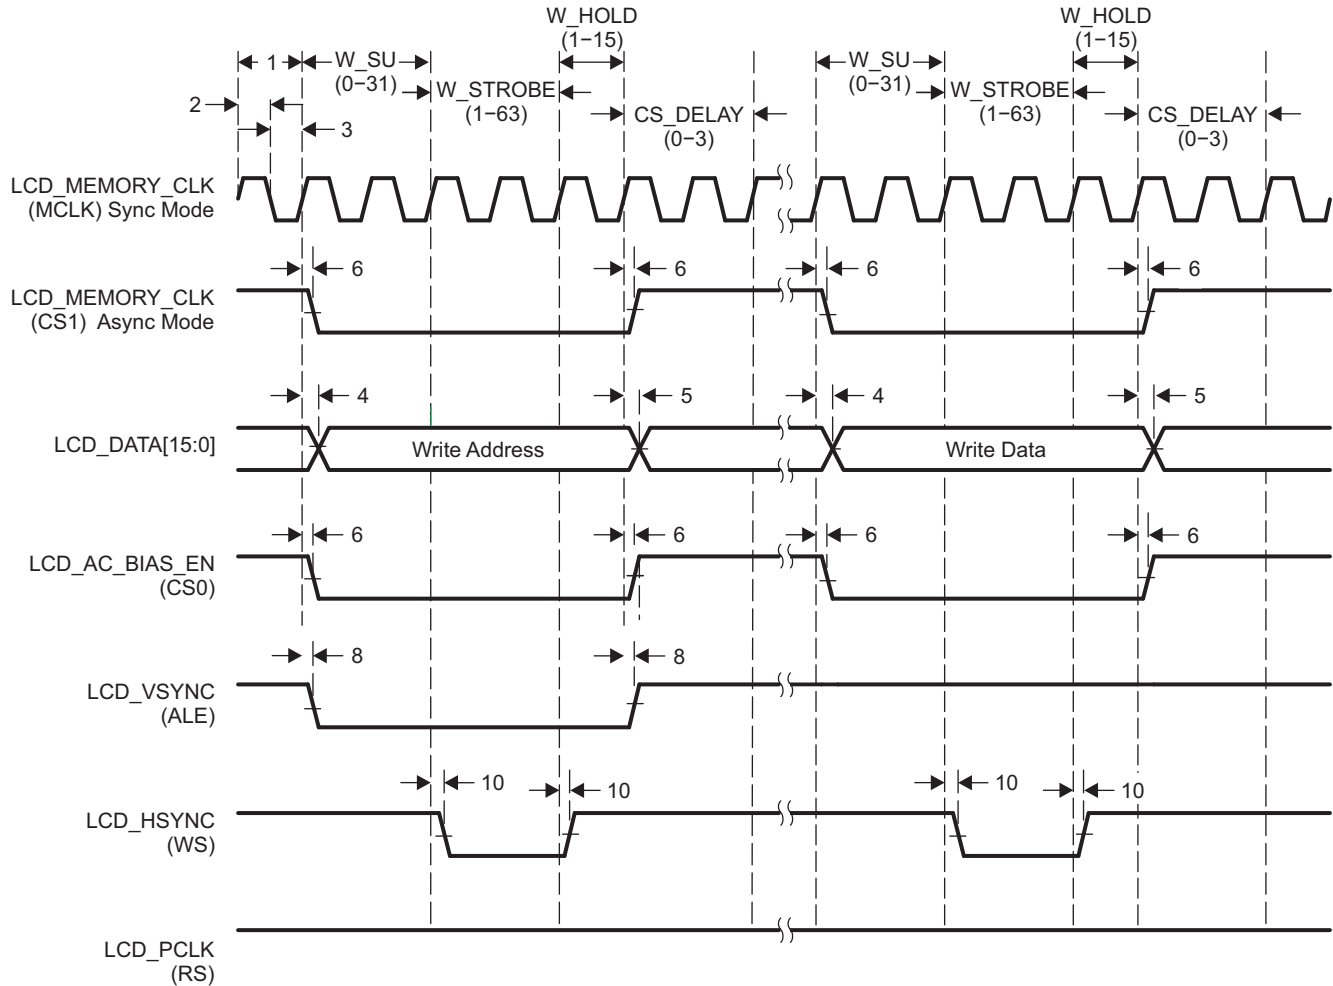 W_HOLD
(1−15)
W_HOLD
(1−15)
1
W_SU
(0−31)
W_SU
(0−31)
2
W_STROBE
(1−63)
W_STROBE
(1−63)
CS_DELAY
(0−3)
CS_DELAY
(0−3)
3
LCD_MEMORY_CLK
(MCLK) Sync Mode
6
6
6
6
LCD_MEMORY_CLK
(CS1) Async Mode
4
5
4
5
LCD_DATA[15:0]
Write Address
Write Data
6
6
6
6
LCD_AC_BIAS_EN
(CS0)
8
8
LCD_VSYNC
(ALE)
10
10
10
10
LCD_HSYNC
(WS)
LCD_PCLK
(RS)